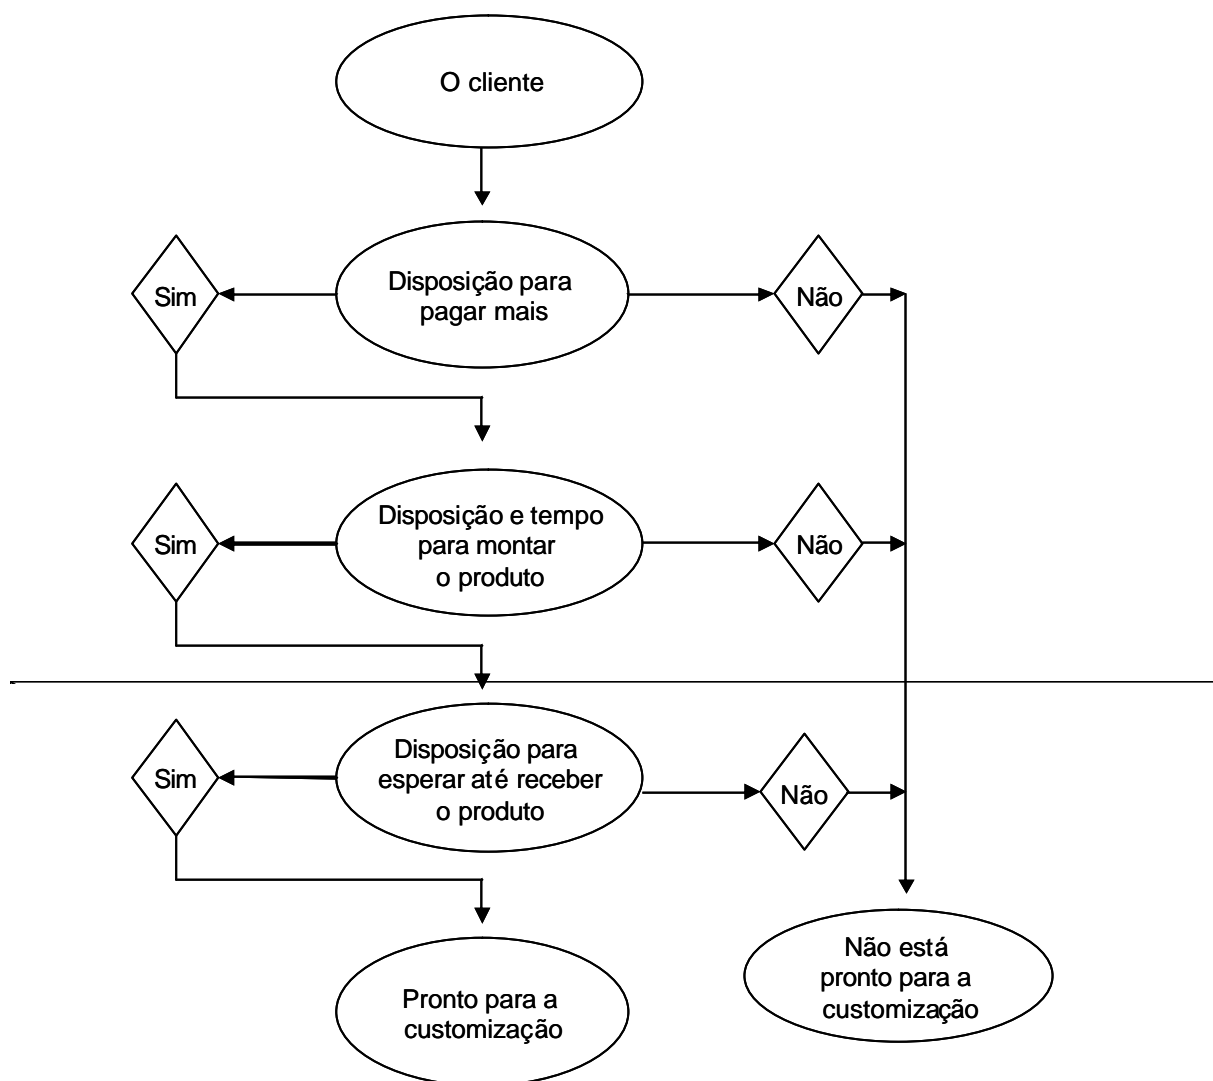 O cliente
Sim
Disposição para
pagar mais
Não
Sim
Disposição e tempo
para montar
o produto
Não
Sim
Disposição para
esperar até receber
o produto
Não
Pronto para a
customização
Não está
pronto para a
customização